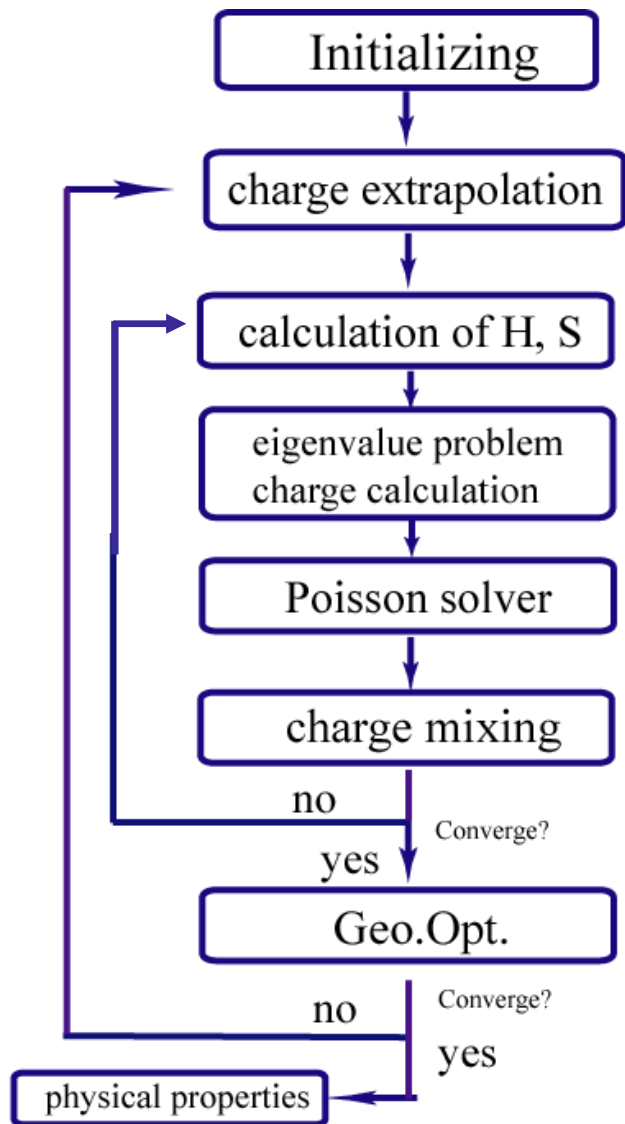 Initializing
charge extrapolation
calculation of H, S
eigenvalue problem
charge calculation
Poisson solver
charge mixing
no
Converge?
yes
Geo.Opt.
no
Converge?
yes
physical properties